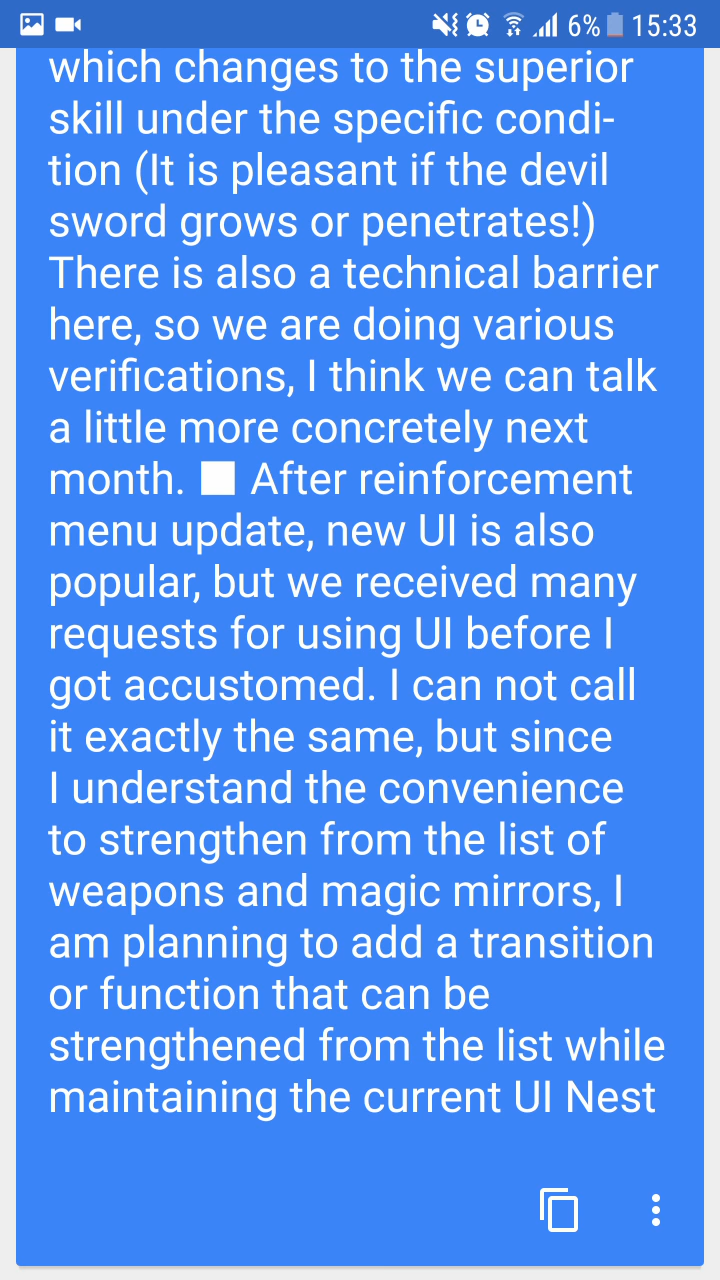 6% 15:33
which changes to the superior
skill under the specific condi-
tion (It is pleasant if the devil
sword grows or penetrates!)
There is also a technical barrier
here, so we are doing various
verifications, I think we can talk
a little more concretely next
month. ■ After reinforcement
menu update, new UI is also
popular, but we received many
requests for using UI before I
got accustomed. I can not call
it exactly the same, but since
I understand the convenience
to strengthen from the list of
weapons and magic mirrors, I
am planning to add a transition
or function that can be
strengthened from the list while
maintaining the current UI Nest